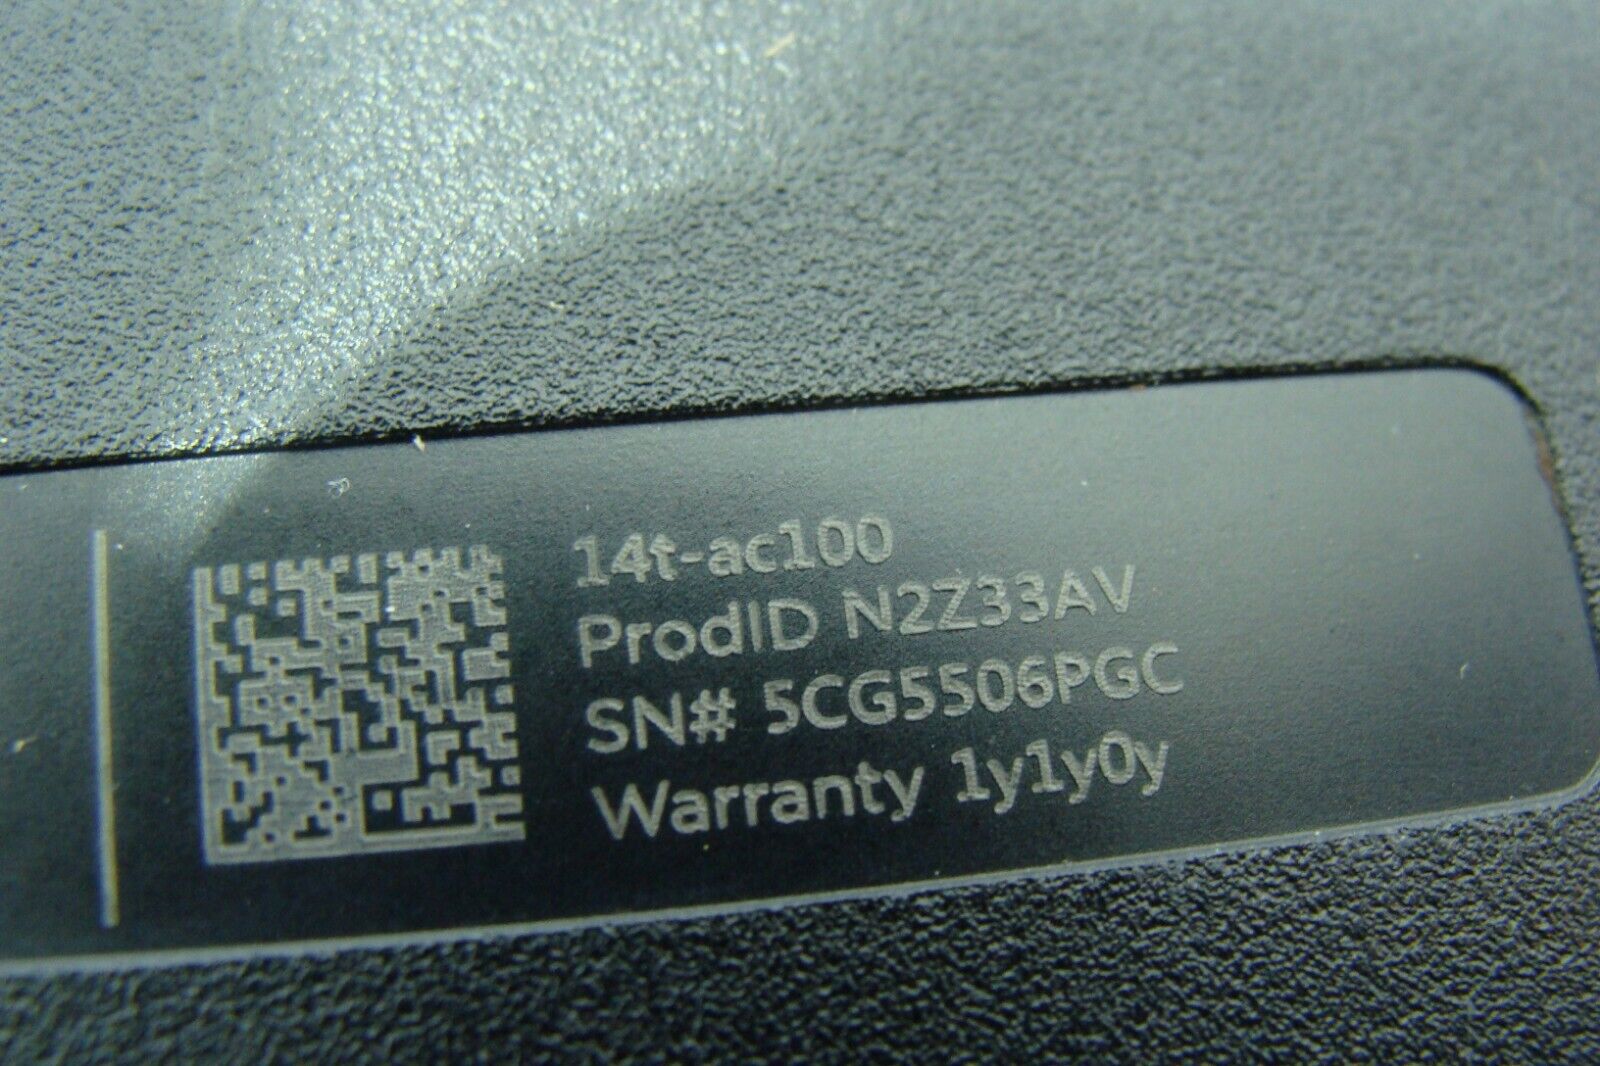 14t-ac100
ProdID N2Z33AV
SN# 5CG5506PGC
Warranty 1y1y0y